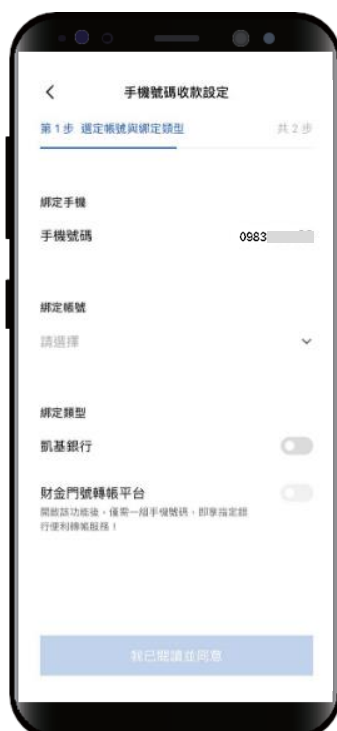 手機號碼收款設定
第1步 選定帳號與綁定類型 共2步
綁定手機
手機號碼 0983
綁定帳號
請選擇
綁定類型
凱基銀行
財金門號轉帳平台
開啟該功能後，僅需一組手機號碼，即享指定銀
行便利轉帳服務！
我已閱讀並同意